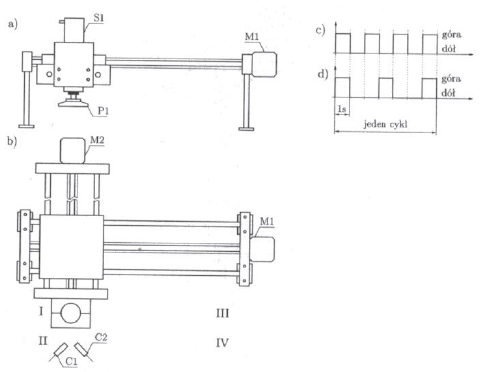 a)
S1
M1
P1
b)
M2
M1
I
III
II
C2
C1
IV
c)
góra
dół
d)
góra
dół
1s
jeden cykl